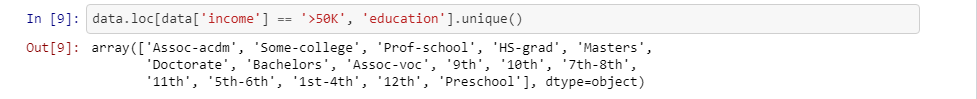 In [9]: data.loc[data['income'] == '>50K', 'education'].unique()
Out[9]: array(['Assoc-acdm', 'Some-college', 'Prof-school', 'HS-grad', 'Masters',
'Doctorate', 'Bachelors', 'Assoc-voc', '9th', '10th', '7th-8th',
'11th', '5th-6th', '1st-4th', '12th', 'Preschool'], dtype=object)